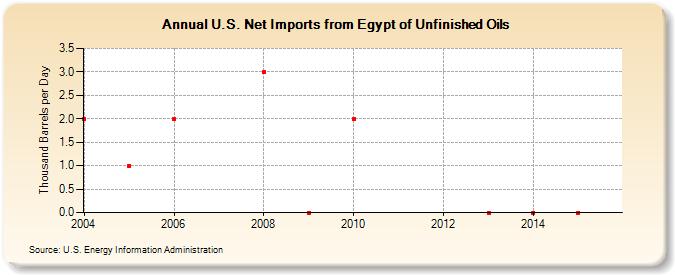 Annual U.S. Net Imports from Egypt of Unfinished Oils
Thousand Barrels per Day
3.5
3.0
2.5
2.0
1.5
1.0
0.5
0.0
2004 2006 2008 2010 2012 2014
Source: U.S. Energy Information Administration